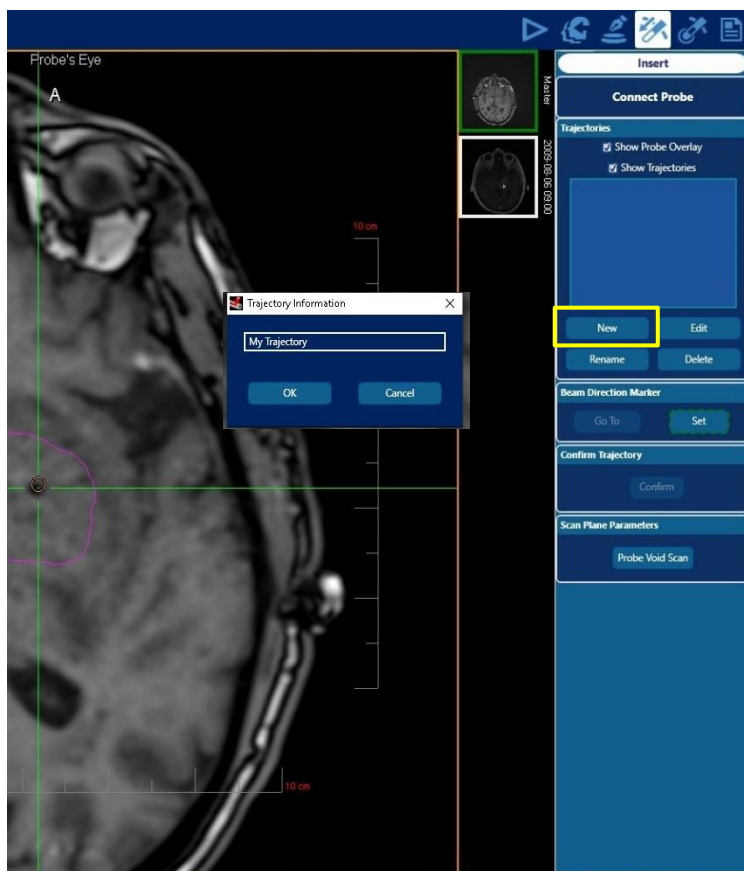 Probe's Eye
A
10 cm
10 cm
Master
2009-08-06 09:00
Trajectory Information
My Trajectory
OK
Cancel
Insert
Connect Probe
Trajectories
Show Probe Overlay
Show Trajectories
New
Edit
Rename
Delete
Beam Direction Marker
Go To
Set
Confirm Trajectory
Confirm
Scan Plane Parameters
Probe Void Scan